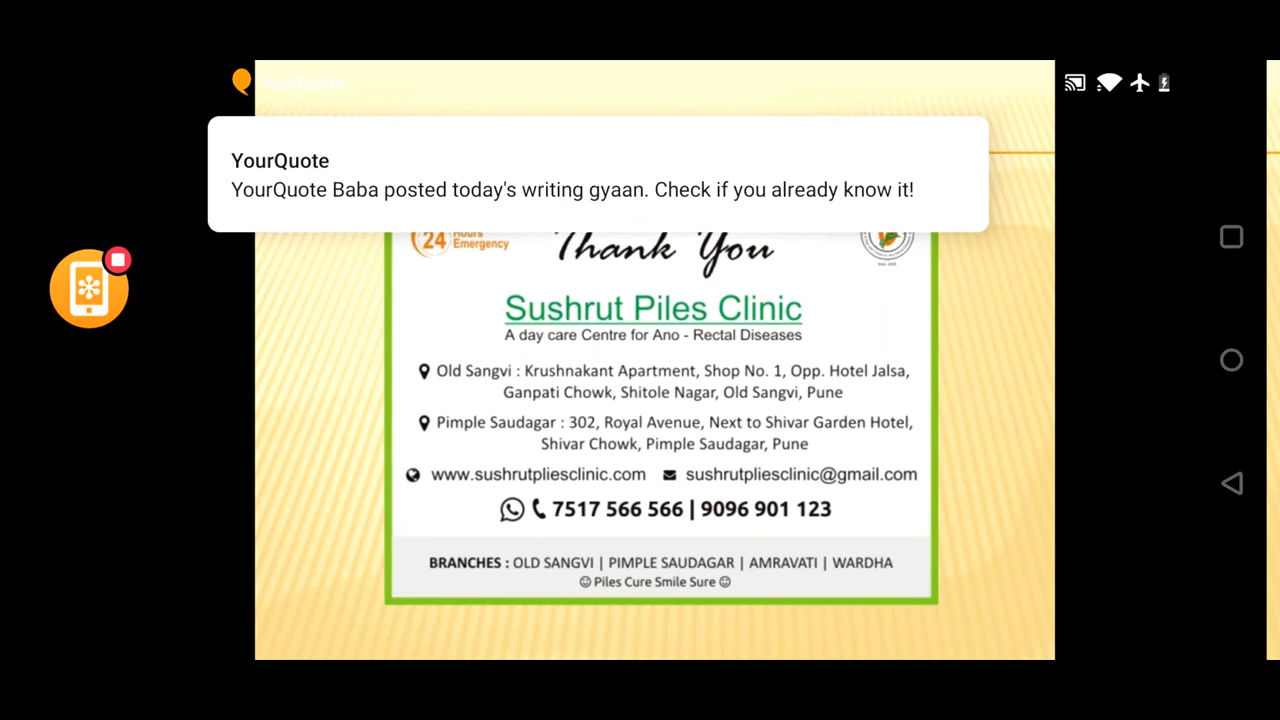 YourQuote
YourQuote
YourQuote Baba posted today's writing gyaan. Check if you already know it!
24 Hours Emergency
Thank You
Sushrut Piles Clinic
A day care Centre for Ano - Rectal Diseases
Old Sangvi : Krushnakant Apartment, Shop No. 1, Opp. Hotel Jalsa,
Ganpati Chowk, Shitole Nagar, Old Sangvi, Pune
Pimple Saudagar : 302, Royal Avenue, Next to Shivar Garden Hotel,
Shivar Chowk, Pimple Saudagar, Pune
www.sushrutpliesclinic.com sushrutpliesclinic@gmail.com
7517 566 566 | 9096 901 123
BRANCHES : OLD SANGVI | PIMPLE SAUDAGAR | AMRAVATI | WARDHA
☺ Piles Cure Smile Sure ☺